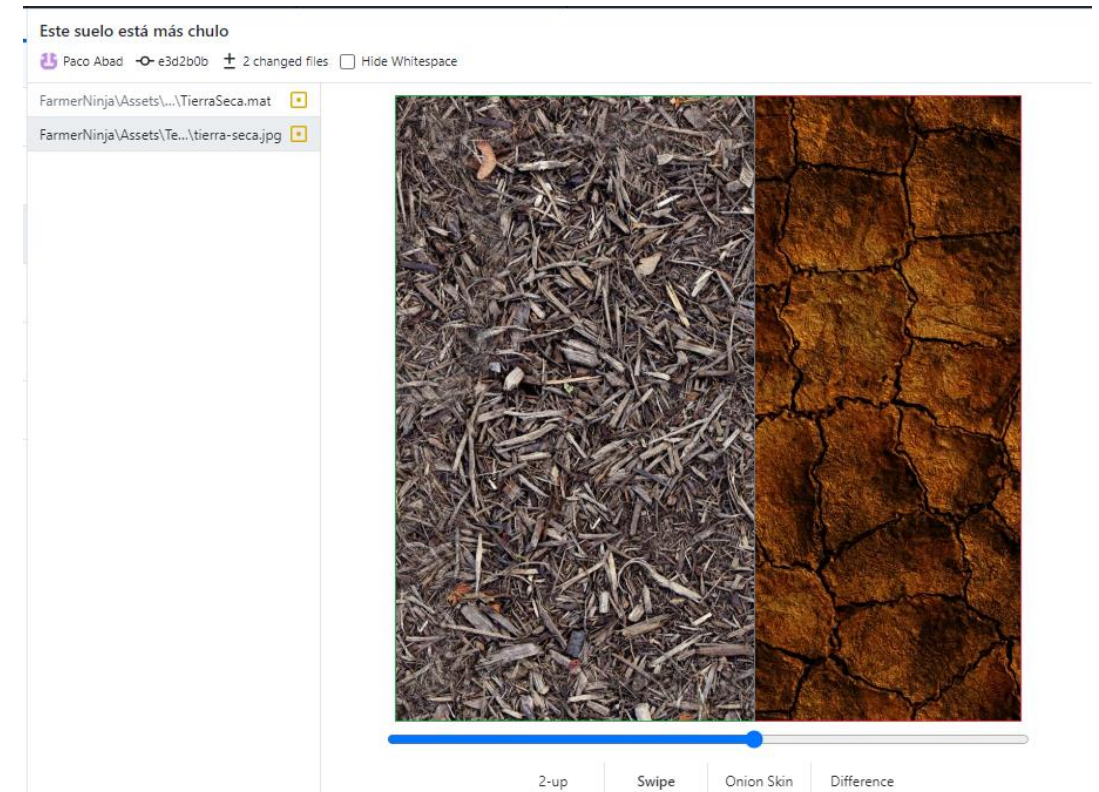 Este suelo está más chulo
Paco Abad e3d2b0b 2 changed files Hide Whitespace
FarmerNinja\Assets\...\TierraSeca.mat
FarmerNinja\Assets\Te...\tierra-seca.jpg
2-up Swipe Onion Skin Difference